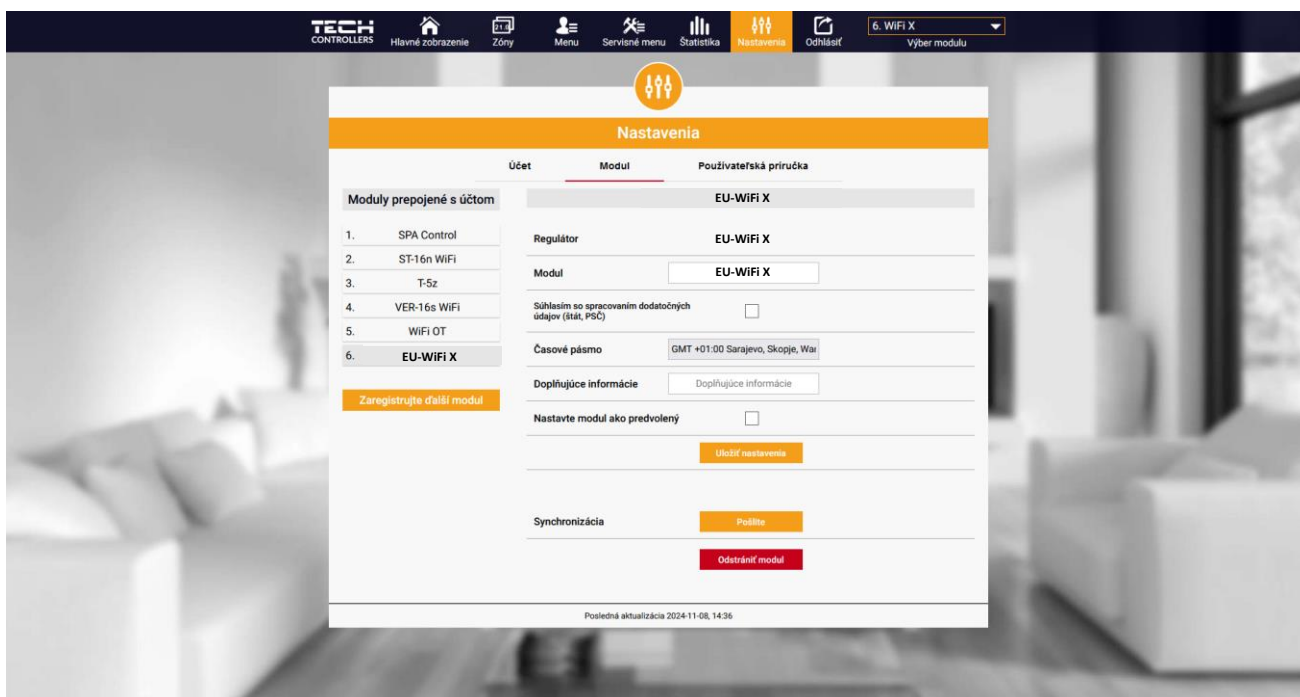 TECH
CONTROLLERS
Hlavné zobrazenie
21.0
Zóny
Menu
Servisné menu
Štatistika
Nastavenia
Odhlásiť
6. WiFi X
Výber modulu
Nastavenia
Účet
Modul
Používateľská príručka
Moduly prepojené s účtom
1. SPA Control
2. ST-16n WiFi
3. T-5z
4. VER-16s WiFi
5. WiFi OT
6. EU-WiFi X
Zaregistrujte ďalší modul
EU-WiFi X
Regulátor EU-WiFi X
Modul EU-WiFi X
Súhlasím so spracovaním dodatočných
údajov (štát, PSČ)
Časové pásmo GMT +01:00 Sarajevo, Skopje, War
Doplňujúce informácie Doplňujúce informácie
Nastavte modul ako predvolený
Uložiť nastavenia
Synchronizácia Pošlite
Odstrániť modul
Posledná aktualizácia 2024-11-08, 14:36